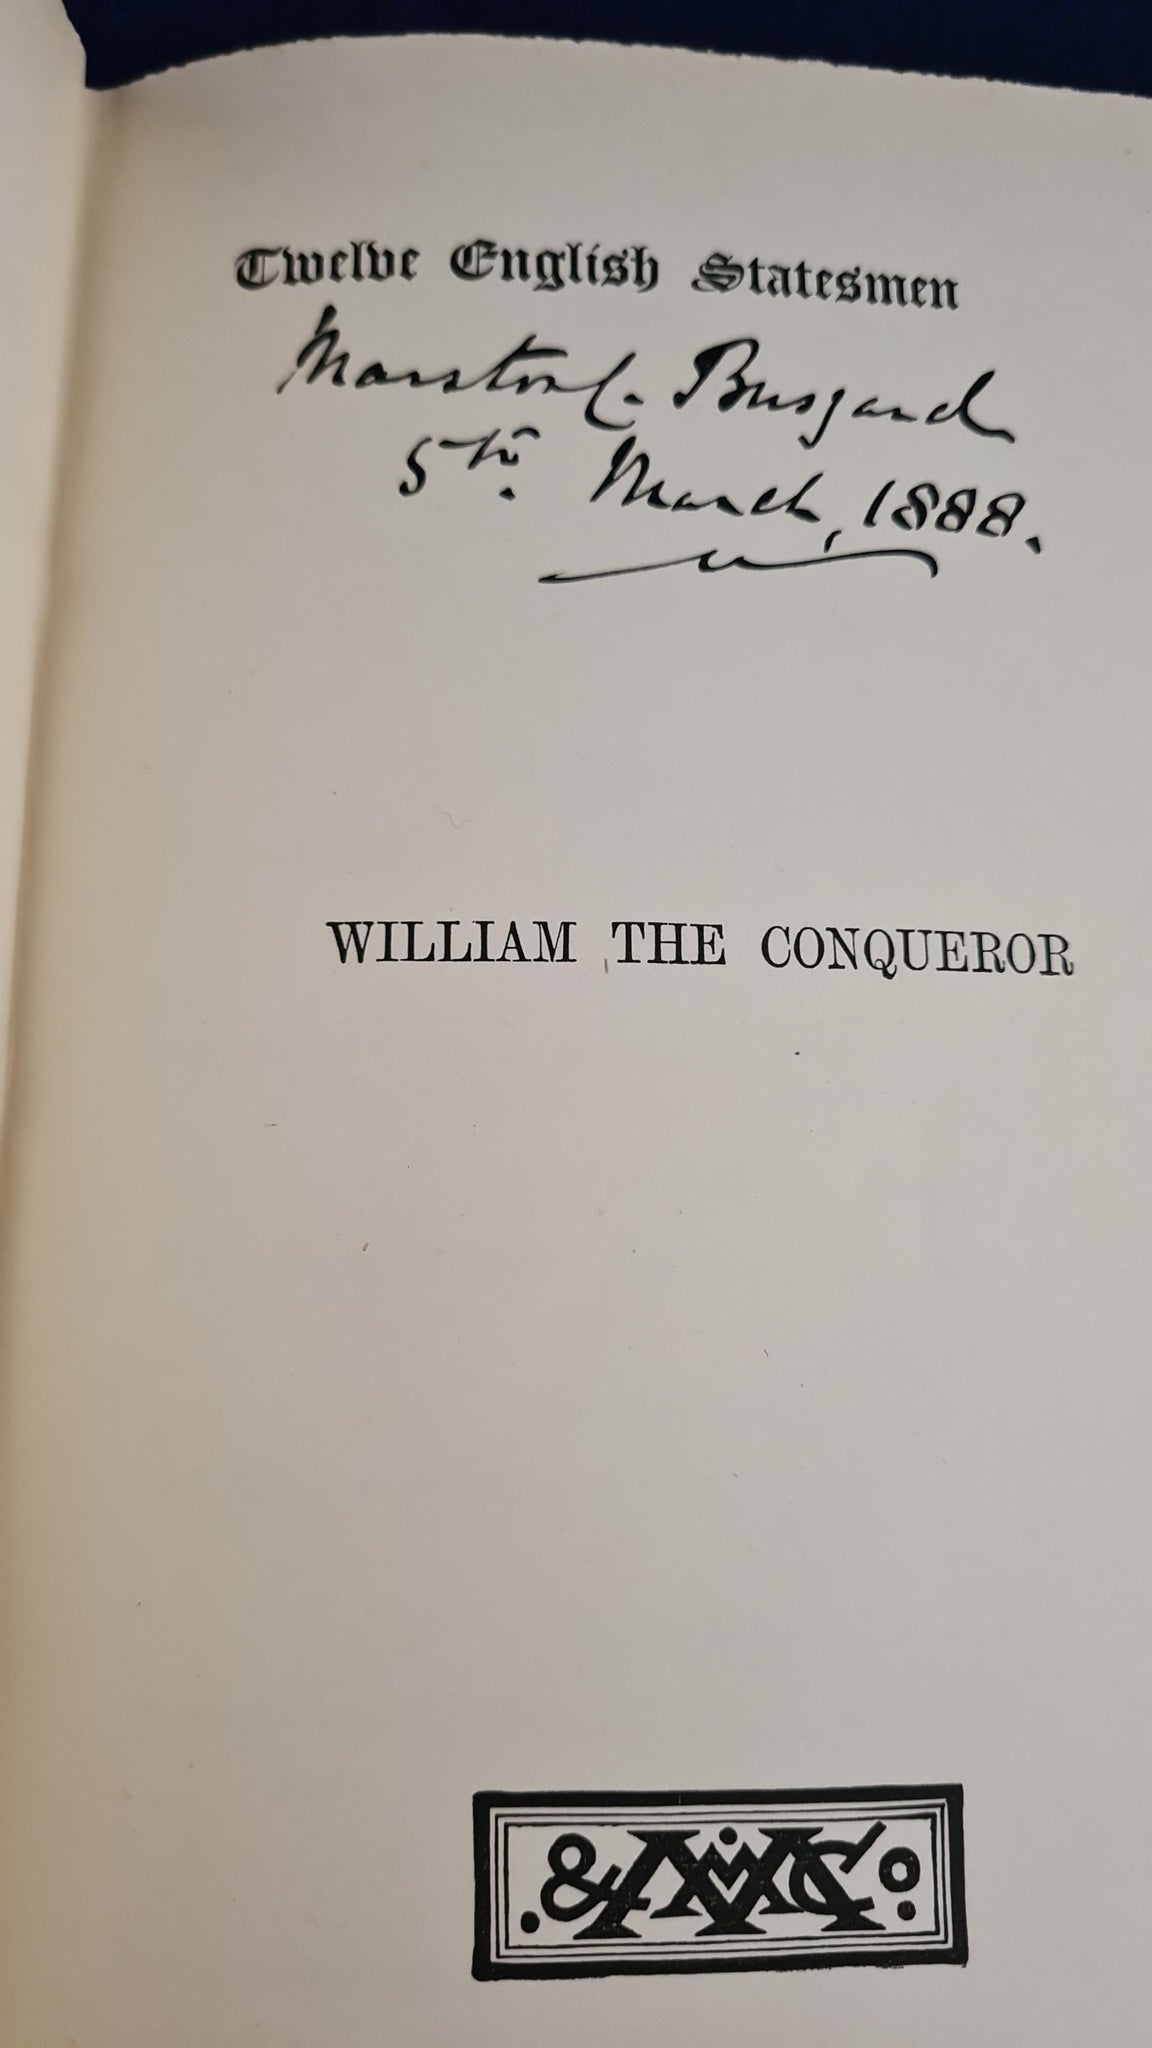 Twelve English Statesmen
Marston C. Buszard
5th. March, 1888.
WILLIAM THE CONQUEROR